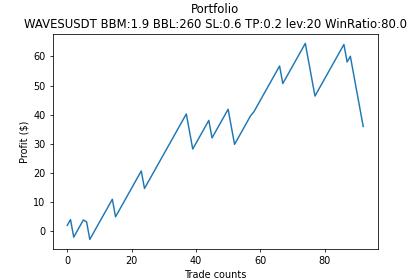 Portfolio
WAVESUSDT BBM:1.9 BBL:260 SL:0.6 TP:0.2 lev:20 WinRatio:80.0
60
50
40
30
20
10
0
Profit ($)
0 20 40 60 80
Trade counts